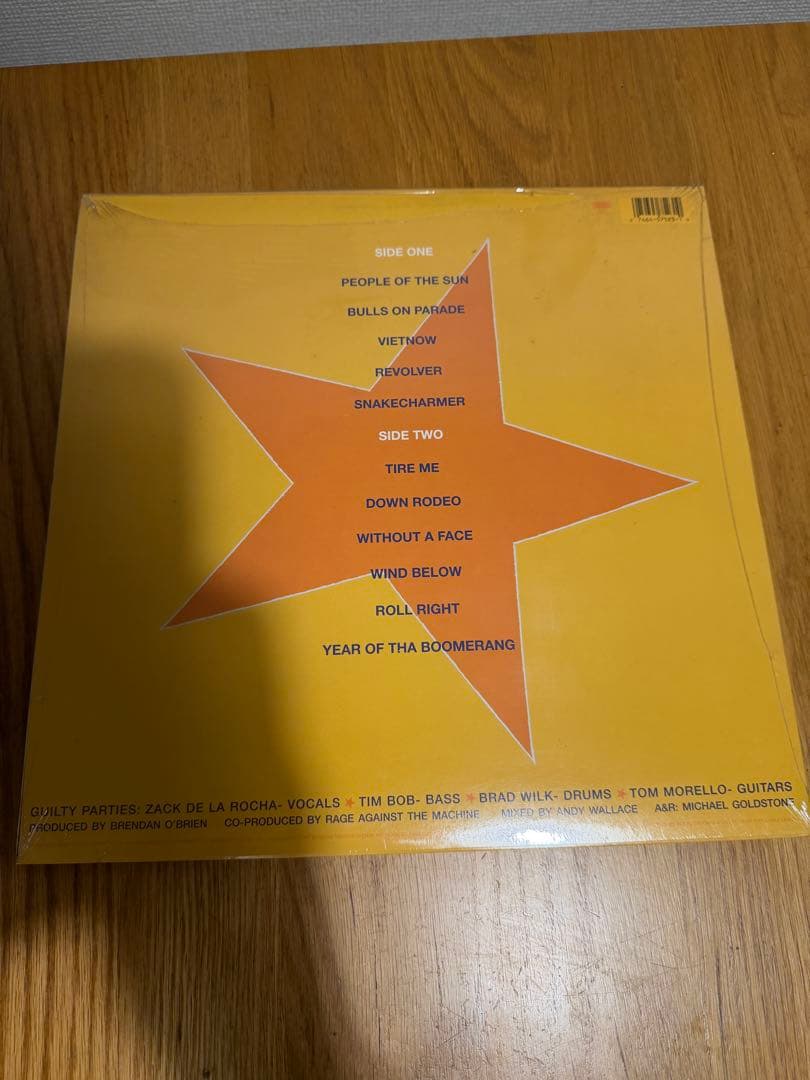 SIDE ONE
PEOPLE OF THE SUN
BULLS ON PARADE
VIETNOW
REVOLVER
SNAKECHARMER
SIDE TWO
TIRE ME
DOWN RODEO
WITHOUT A FACE
WIND BELOW
ROLL RIGHT
YEAR OF THA BOOMERANG
GUILTY PARTIES: ZACK DE LA ROCHA- VOCALS ★ TIM BOB- BASS ★ BRAD WILK- DRUMS ★ TOM MORELLO- GUITARS
PRODUCED BY BRENDAN O'BRIEN CO-PRODUCED BY RAGE AGAINST THE MACHINE MIXED BY ANDY WALLACE A&R: MICHAEL GOLDSTONE